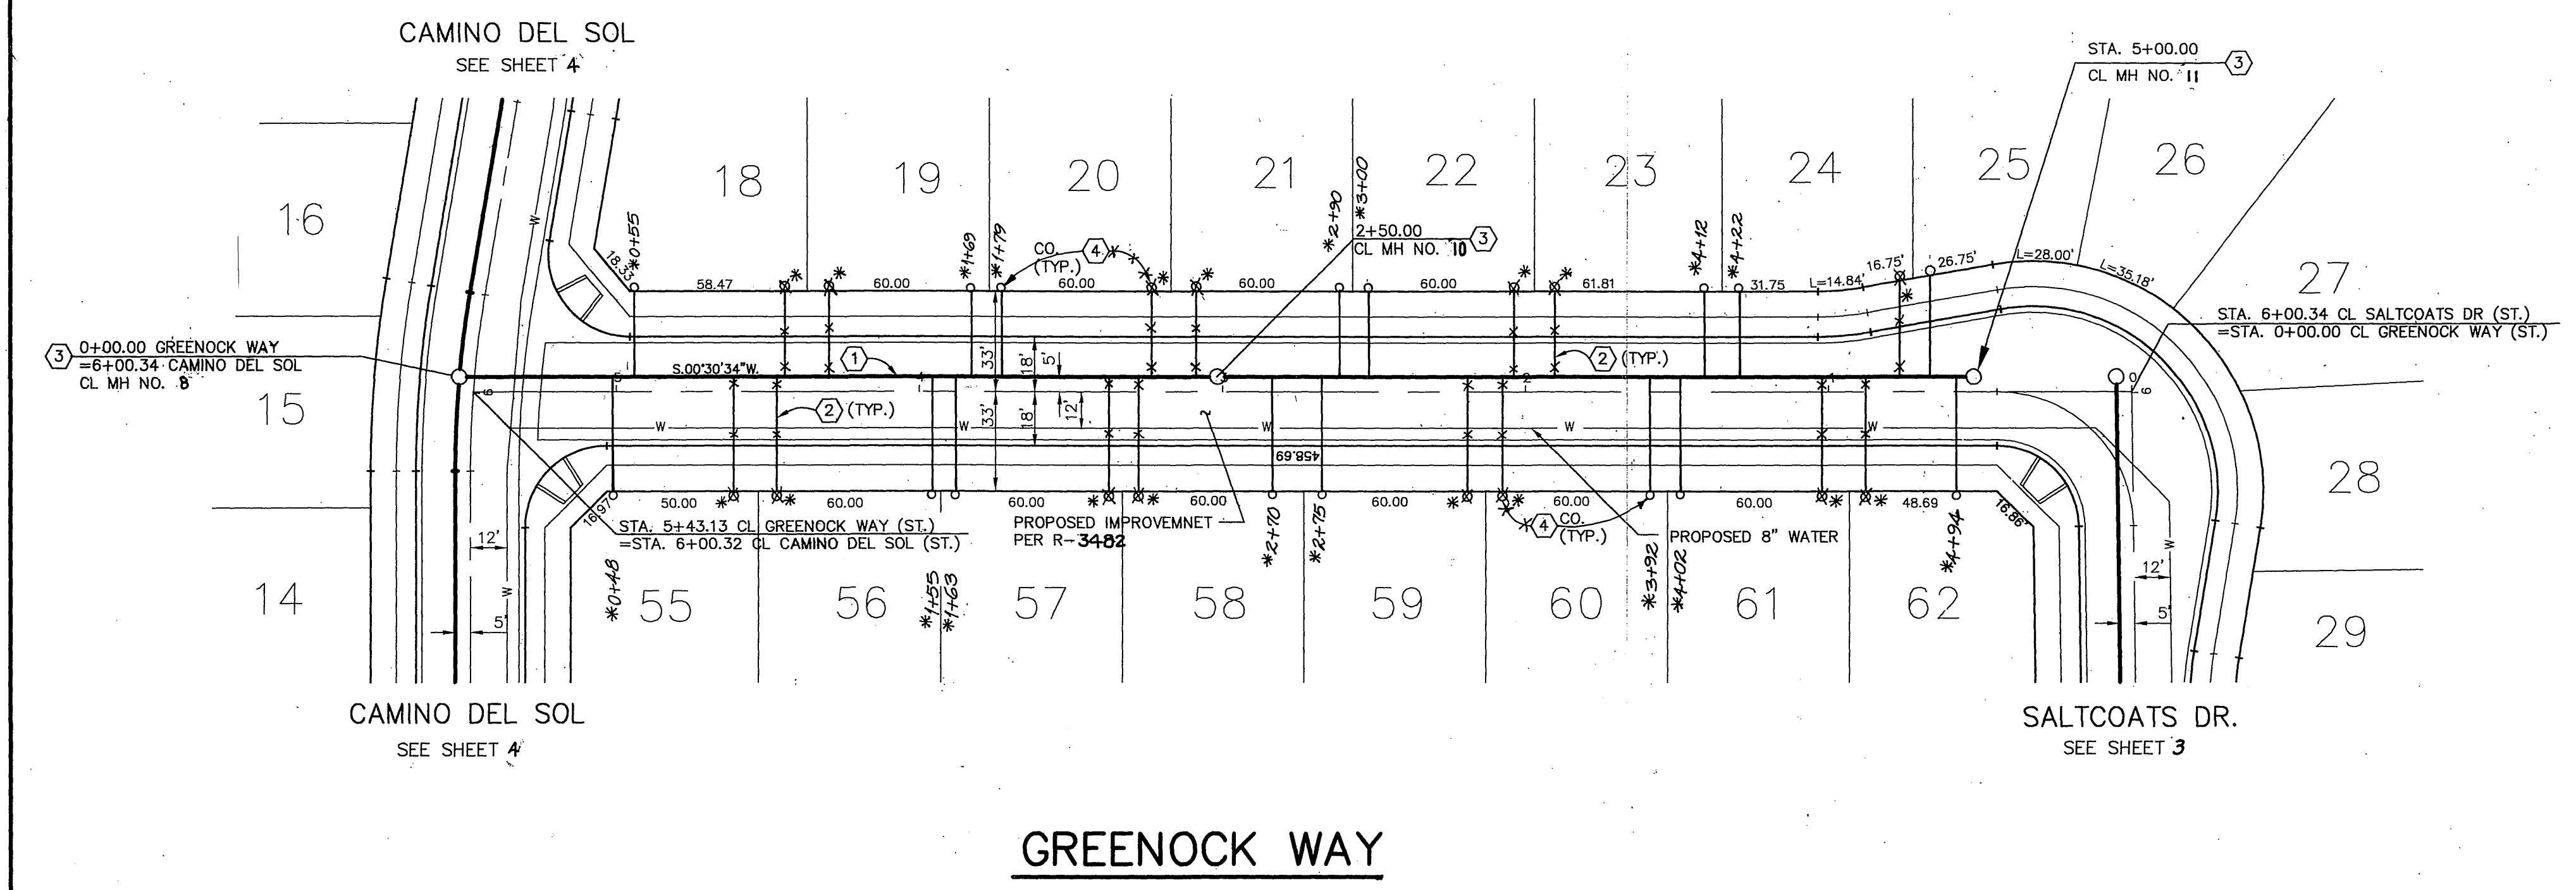 CAMINO DEL SOL
SEE SHEET 4
STA. 5+00.00
CL MH NO. 11
3
16
18
19
20
21
22
23
24
25
26
27
18.33
*0+55
58.47
*
*
60.00
*1+69
*1+79
CO.
(TYP.)
4
60.00
*
*
60.00
*2+90
*3+00
2+50.00
CL MH NO. 10
3
60.00
*
*
61.81
*4+12
*4+22
31.75
L=14.84'
16.75'
*
26.75'
L=28.00'
L=35.18'
STA. 6+00.34 CL SALTCOATS DR (ST.)
=STA. 0+00.00 CL GREENOCK WAY (ST.)
3
0+00.00 GREENOCK WAY
=6+00.34 CAMINO DEL SOL
CL MH NO. 8
S.00°30'34"W.
1
33'
18'
5'
2 (TYP.)
6
5
4
3
2
1
0
6
2 (TYP.)
33'
18'
12'
W
W
W
W
W
W
W
W
W
458.69
15
28
16.97
50.00
*
*
60.00
60.00
*
*
60.00
60.00
*
*
60.00
60.00
*
*
48.69
16.86'
STA. 5+43.13 CL GREENOCK WAY (ST.)
=STA. 6+00.32 CL CAMINO DEL SOL (ST.)
PROPOSED IMPROVEMNET
PER R-3482
4
CO.
(TYP.)
PROPOSED 8" WATER
*0+48
*1+55
*1+63
*2+70
*2+75
*3+92
*4+02
*4+94
12'
5'
12'
5'
14
55
56
57
58
59
60
61
62
29
CAMINO DEL SOL
SEE SHEET 4
SALTCOATS DR.
SEE SHEET 3
GREENOCK WAY